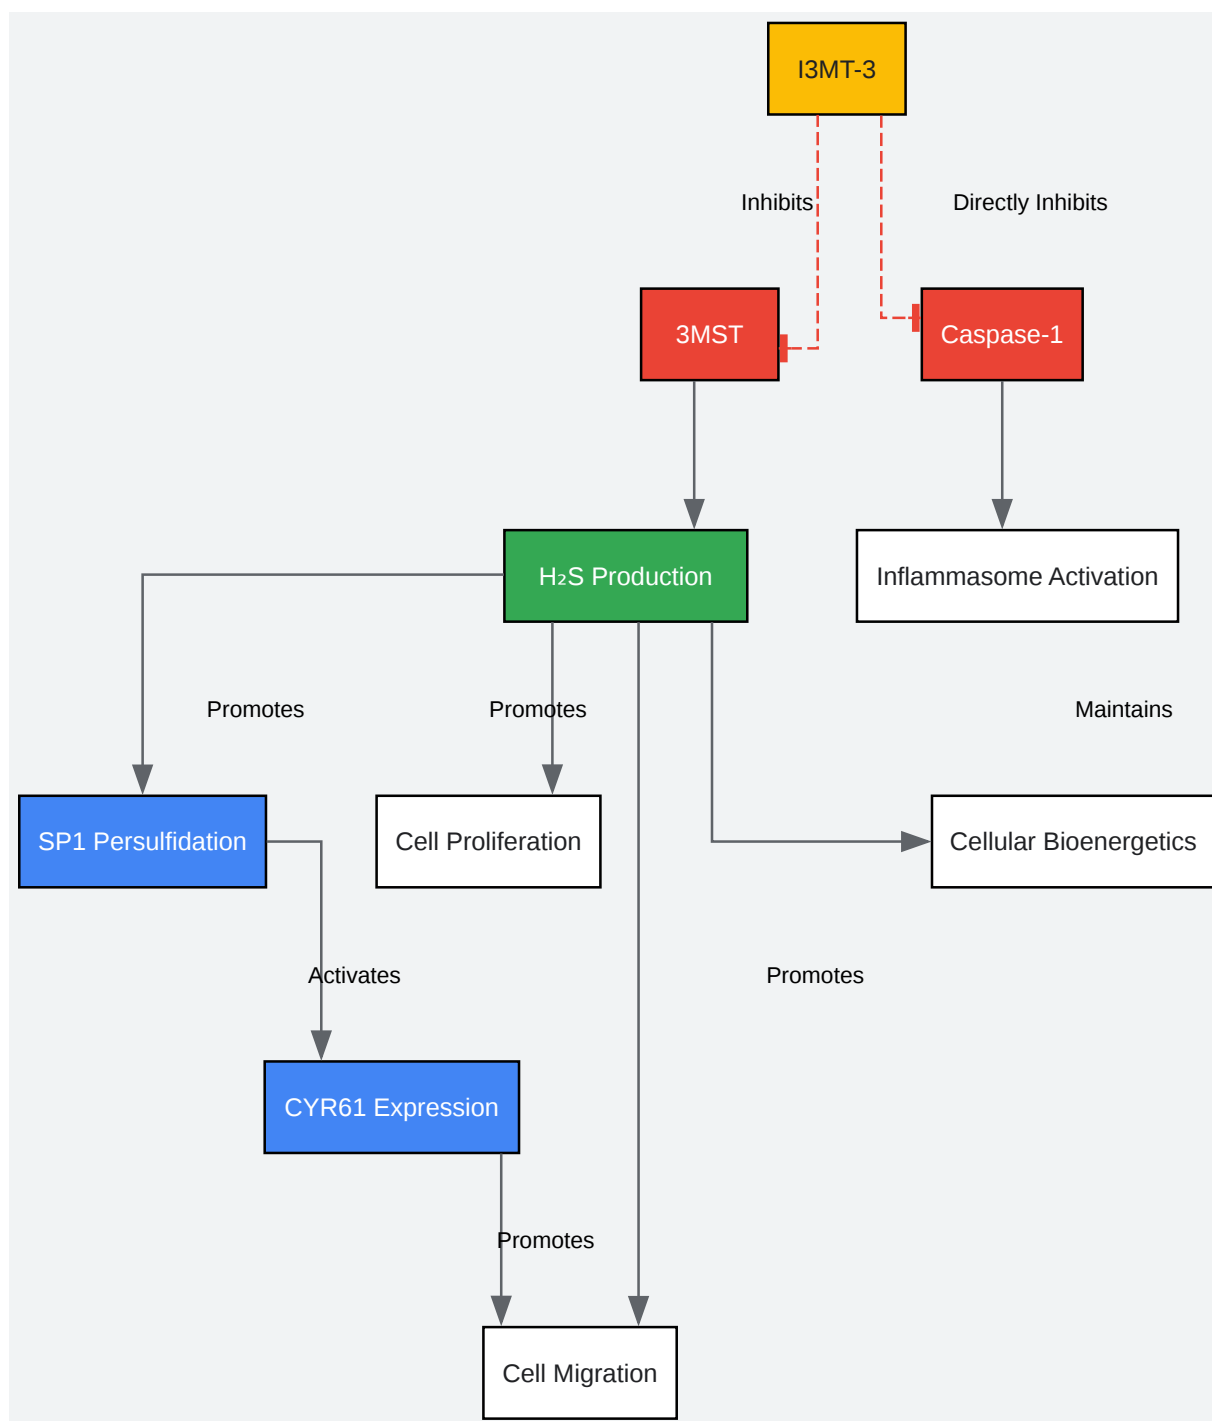 I3MT-3
Inhibits
Directly Inhibits
3MST
Caspase-1
H₂S Production
Inflammasome Activation
Promotes
Promotes
Maintains
SP1 Persulfidation
Cell Proliferation
Cellular Bioenergetics
Activates
Promotes
CYR61 Expression
Promotes
Cell Migration